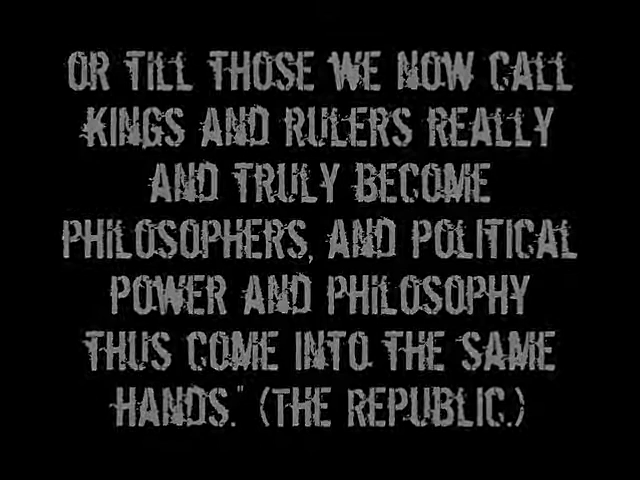 OR TILL THOSE WE NOW CALL
KINGS AND RULERS REALLY
AND TRULY BECOME
PHILOSOPHERS, AND POLITICAL
POWER AND PHILOSOPHY
THUS COME INTO THE SAME
HANDS." (THE REPUBLIC.)